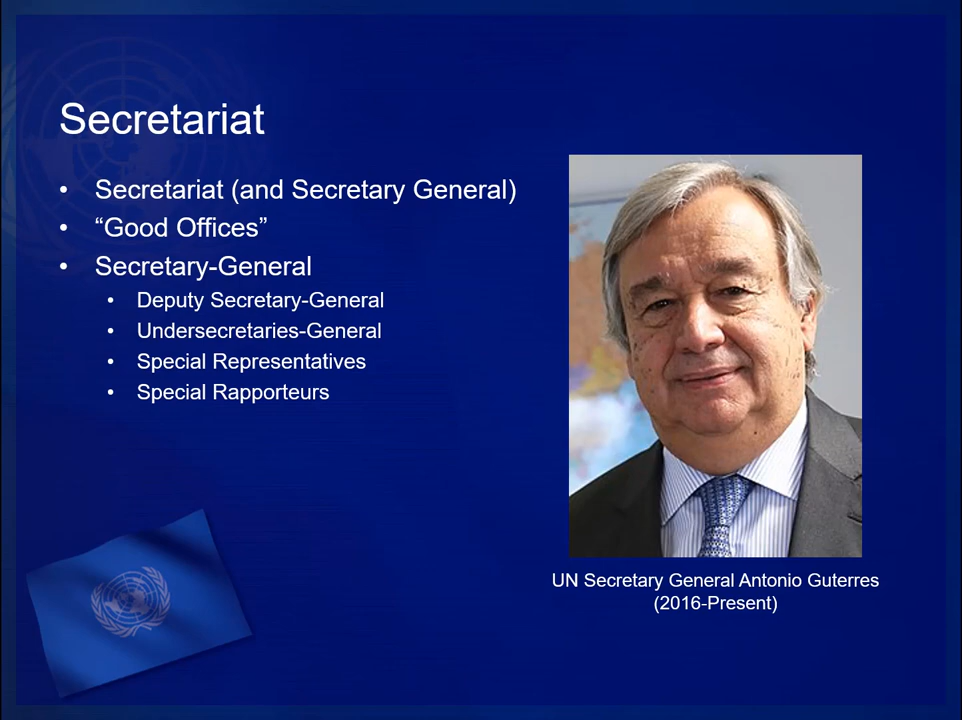 Secretariat
• Secretariat (and Secretary General)
• “Good Offices”
• Secretary-General
• Deputy Secretary-General
• Undersecretaries-General
• Special Representatives
• Special Rapporteurs
UN Secretary General Antonio Guterres
(2016-Present)